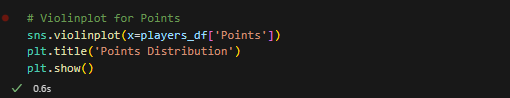 # Violinplot for Points
sns.violinplot(x=players_df['Points'])
plt.title('Points Distribution')
plt.show()
0.6s